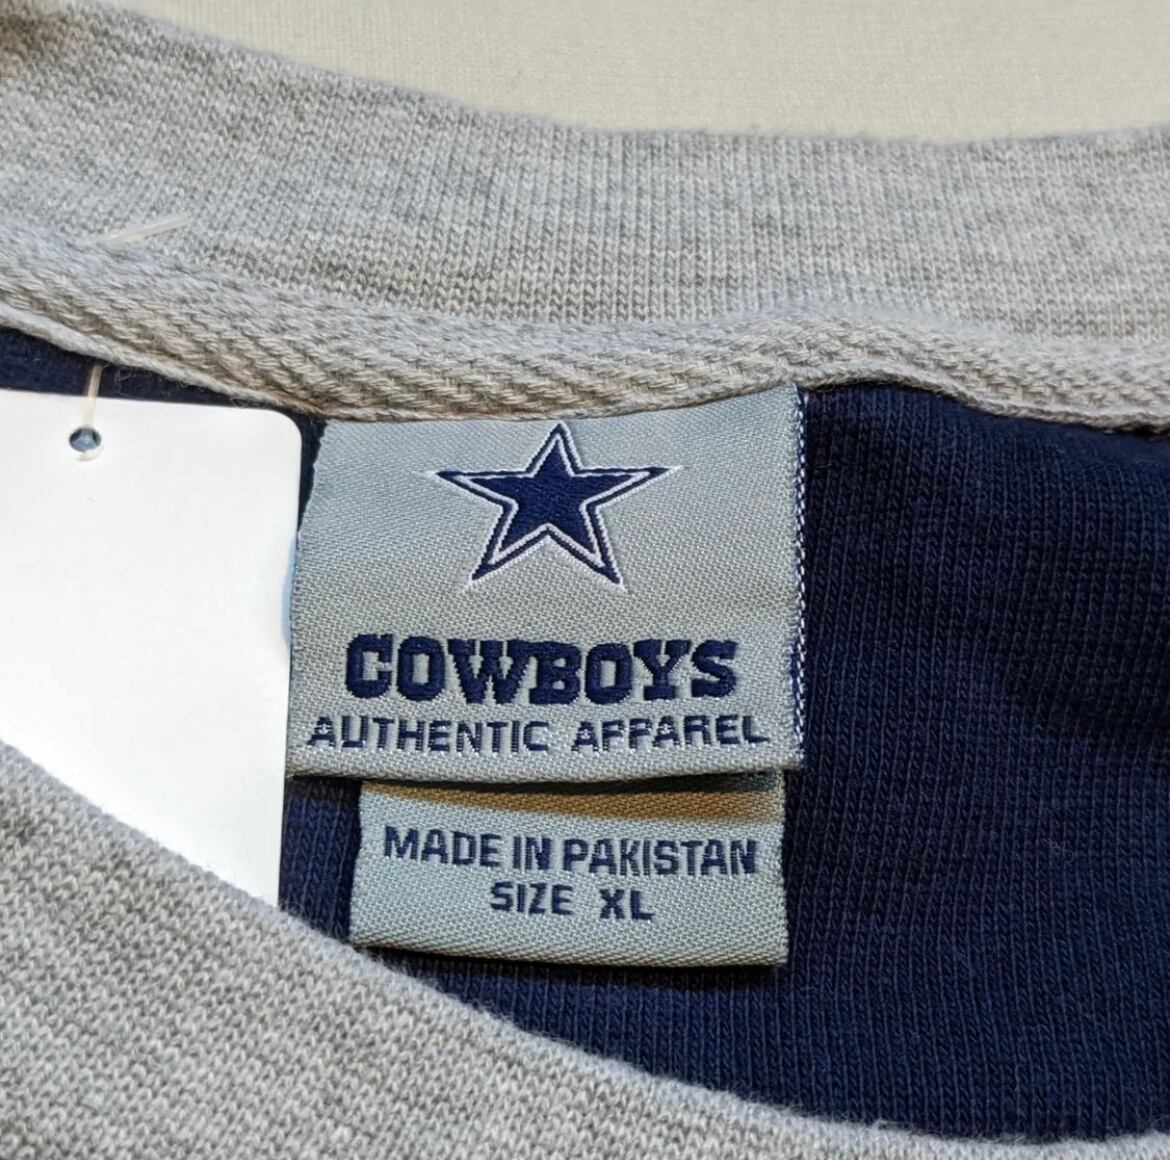 COWBOYS
AUTHENTIC APPAREL
MADE IN PAKISTAN
SIZE XL